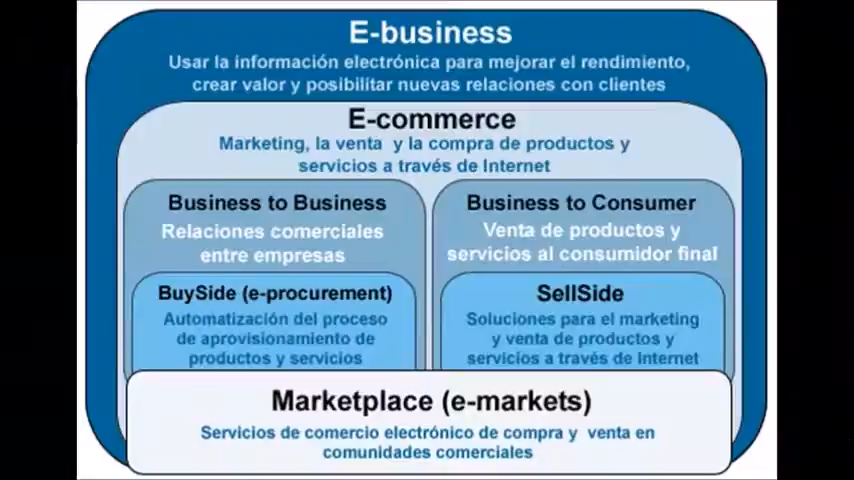 E-business
Usar la información electrónica para mejorar el rendimiento,
crear valor y posibilitar nuevas relaciones con clientes
E-commerce
Marketing, la venta y la compra de productos y
servicios a través de Internet
Business to Business
Relaciones comerciales
entre empresas
Business to Consumer
Venta de productos y
servicios al consumidor final
BuySide (e-procurement)
Automatización del proceso
de aprovisionamiento de
productos y servicios
SellSide
Soluciones para el marketing
y venta de productos y
servicios a través de Internet
Marketplace (e-markets)
Servicios de comercio electrónico de compra y venta en
comunidades comerciales